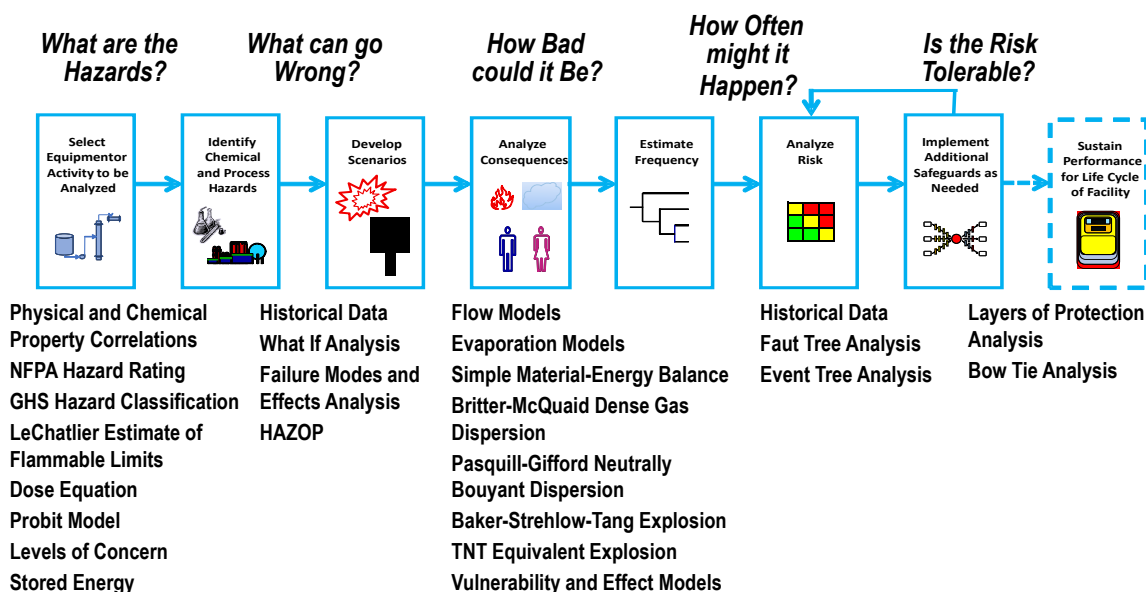 What are the
Hazards?
What can go
Wrong?
How Bad
could it Be?
How Often
might it
Happen?
Is the Risk
Tolerable?
Select
Equipmentor
Activity to be
Analyzed
Identify
Chemical
and Process
Hazards
Develop
Scenarios
Analyze
Consequences
Estimate
Frequency
Analyze
Risk
Implement
Additional
Safeguards as
Needed
Sustain
Performance
for Life Cycle
of Facility
Physical and Chemical
Property Correlations
NFPA Hazard Rating
GHS Hazard Classification
LeChatlier Estimate of
Flammable Limits
Dose Equation
Probit Model
Levels of Concern
Stored Energy
Historical Data
What If Analysis
Failure Modes and
Effects Analysis
HAZOP
Flow Models
Evaporation Models
Simple Material-Energy Balance
Britter-McQuaid Dense Gas
Dispersion
Pasquill-Gifford Neutrally
Bouyant Dispersion
Baker-Strehlow-Tang Explosion
TNT Equivalent Explosion
Vulnerability and Effect Models
Historical Data
Faut Tree Analysis
Event Tree Analysis
Layers of Protection
Analysis
Bow Tie Analysis